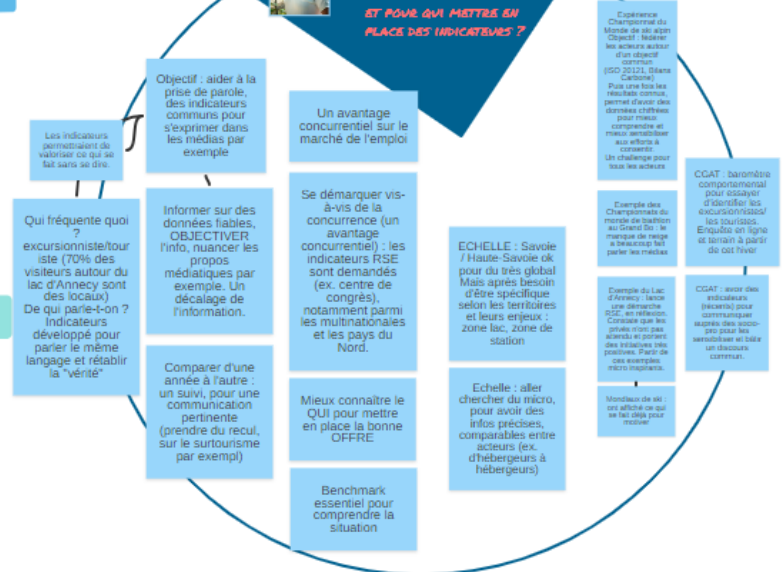 ET POUR QUI METTRE EN
PLACE DES INDICATEURS ?
Les indicateurs
permettraient de
valoriser ce qui se
fait sans se dire.
Qui fréquente quoi
?
excursionniste/tour
iste (70% des
visiteurs autour du
lac d'Annecy sont
des locaux)
De qui parle-t-on ?
Indicateurs
développé pour
parler le même
langage et rétablir
la "vérité"
Objectif : aider à la
prise de parole,
des indicateurs
communs pour
s'exprimer dans
les médias par
exemple
Informer sur des
données fiables,
OBJECTIVER
l'info, nuancer les
propos
médiatiques par
exemple. Un
décalage de
l'information.
Comparer d'une
année à l'autre :
un suivi, pour une
communication
pertinente
(prendre du recul,
sur le surtourisme
par exempl)
Un avantage
concurrentiel sur le
marché de l'emploi
Se démarquer vis-
à-vis de la
concurrence (un
avantage
concurrentiel) : les
indicateurs RSE
sont demandés
(ex. centre de
congrès),
notamment parmi
les multinationales
et les pays du
Nord.
Mieux connaître le
QUI pour mettre
en place la bonne
OFFRE
Benchmark
essentiel pour
comprendre la
situation
ECHELLE : Savoie
/ Haute-Savoie ok
pour du très global
Mais après besoin
d'être spécifique
selon les territoires
et leurs enjeux :
zone lac, zone de
station
Echelle : aller
chercher du micro,
pour avoir des
infos précises,
comparables entre
acteurs (ex.
d'hébergeurs à
hébergeurs)
Expérience
Championnat du
Monde de ski alpin
Objectif : fédérer
les acteurs autour
d'un objectif
commun
(ISO 20121, Bilans
Carbone)
Puis une fois les
résultats connus,
permet d'avoir des
données chiffrées
pour mieux
comprendre et
mieux sensibiliser
aux efforts à
consentir.
Un challenge pour
tous les acteurs
Exemple des
Championnats du
monde de biathlon
au Grand Bo : le
manque de neige
a beaucoup fait
parler les médias
Exemple du Lac
d'Annecy : lance
une démarche
RSE, en réflexion.
Constate que les
privés n'ont pas
attendu et portent
des initiatives très
positives. Partir de
ces exemples
micro inspirants.
Mondiaux de ski :
ont affiché ce qui
se fait déjà pour
motiver
CGAT : baromètre
comportemental
pour essayer
d'identifier les
excursionnistes/
les touristes.
Enquête en ligne
et terrain à partir
de cet hiver
CGAT : avoir des
indicateurs
(récents) pour
communiquer
auprès des socio-
pro pour les
sensibiliser et bâtir
un discours
commun.